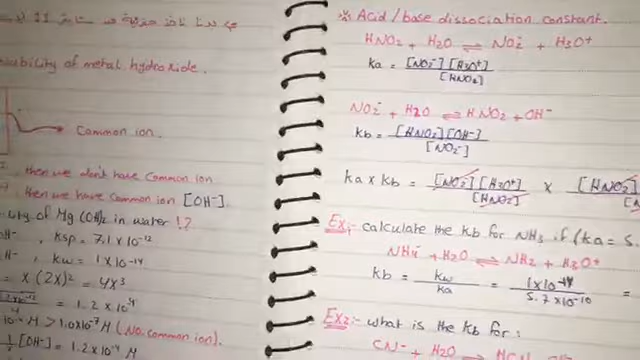 ubility of metal hydroxide.
Common ion.
then we don't have Common ion
then we have Common ion [OH⁻].
of Mg(OH)₂ in water !?
OH⁻, Ksp = 7.1 x 10⁻¹²
H⁻, Kw = 1 x 10⁻¹⁴
= x (2x)² = 4x³
= 1.2 x 10⁻⁴
M > 1.0x10⁻⁷ M (No common ion).
[OH⁻] = 1.2 x 10⁻⁴ M
* Acid / base dissociation constant.
HNO₂ + H₂O ⇌ NO₂⁻ + H₃O⁺
Ka = [NO₂⁻][H₃O⁺]
[HNO₂]
NO₂⁻ + H₂O ⇌ HNO₂ + OH⁻
Kb = [HNO₂][OH⁻]
[NO₂⁻]
Ka x Kb = [NO₂⁻][H₃O⁺] x [HNO₂]
[HNO₂]
Ex₁:- calculate the Kb for NH₃ if (Ka = 5.
NH₄⁺ + H₂O ⇌ NH₃ + H₃O⁺
Kb = Kw = 1x10⁻¹⁴ =
Ka 5.7 x10⁻¹⁰
Ex₂:- what is the Kb for :
CN⁻ + H₂O ⇌ HCN